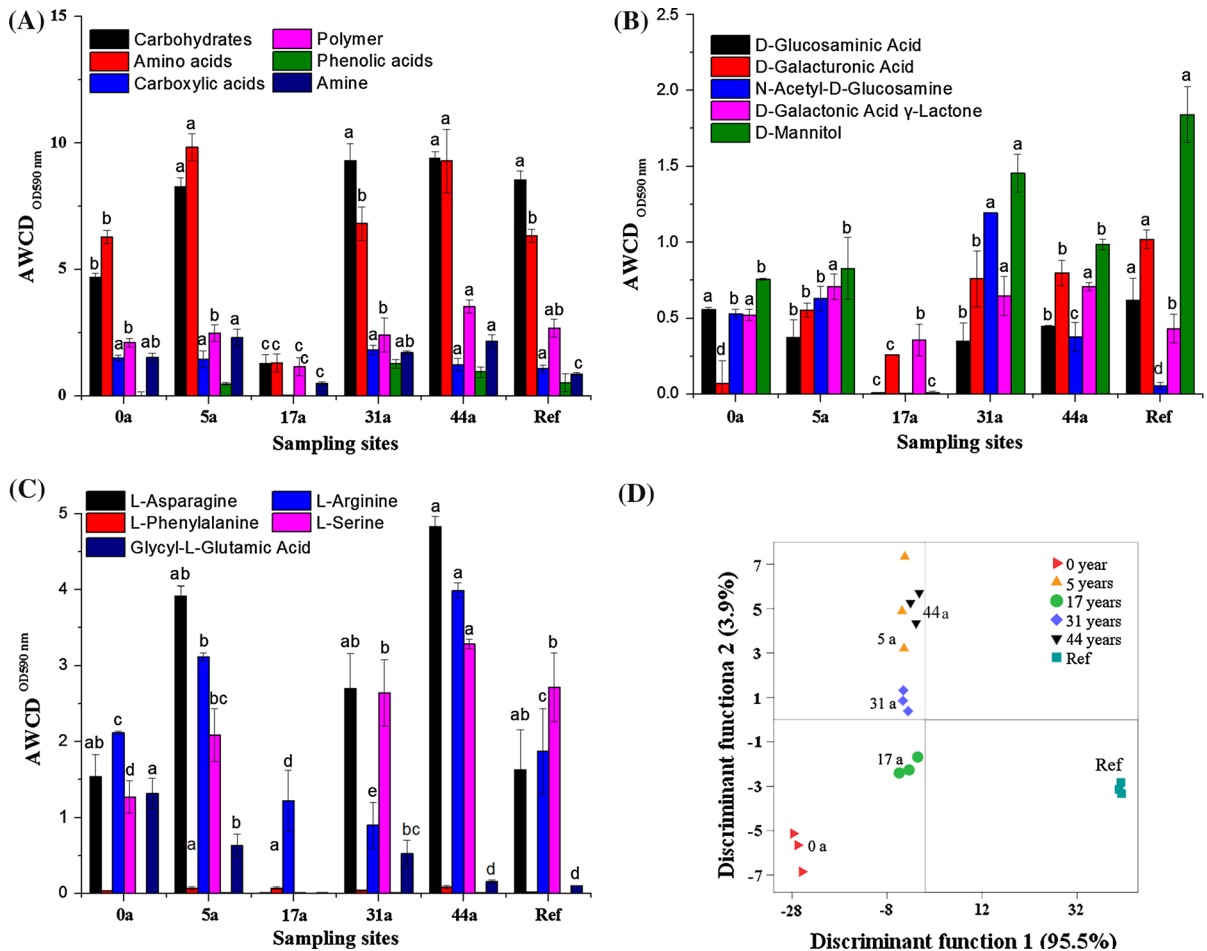 (A)
15
10
5
0
AWCD OD590 nm
Carbohydrates
Amino acids
Carboxylic acids
Polymer
Phenolic acids
Amine
b b a b ab
a a a b a
c c c c
a b a b a ab
a a a a a
a b a ab a c
0a 5a 17a 31a 44a Ref
Sampling sites
(B)
2.5
2.0
1.5
1.0
0.5
0.0
AWCD OD590 nm
D-Glucosaminic Acid
D-Galacturonic Acid
N-Acetyl-D-Glucosamine
D-Galactonic Acid γ-Lactone
D-Mannitol
a d b a b
b b b a b
c c b c
b b a a a
b b c a b
a a d b a
0a 5a 17a 31a 44a Ref
Sampling sites
(C)
5
4
3
2
1
0
AWCD OD590 nm
L-Asparagine
L-Phenylalanine
Glycyl-L-Glutamic Acid
L-Arginine
L-Serine
ab c d a
ab a b bc b
a d
ab e b bc
a a a d
ab c b d
0a 5a 17a 31a 44a Ref
Sampling sites
(D)
7
5
3
1
-1
-3
-5
-7
Discriminant functiona 2 (3.9%)
0 year
5 years
17 years
31 years
44 years
Ref
44 a
5 a
31 a
17 a
Ref
0 a
-28 -8 12 32
Discriminant function 1 (95.5%)